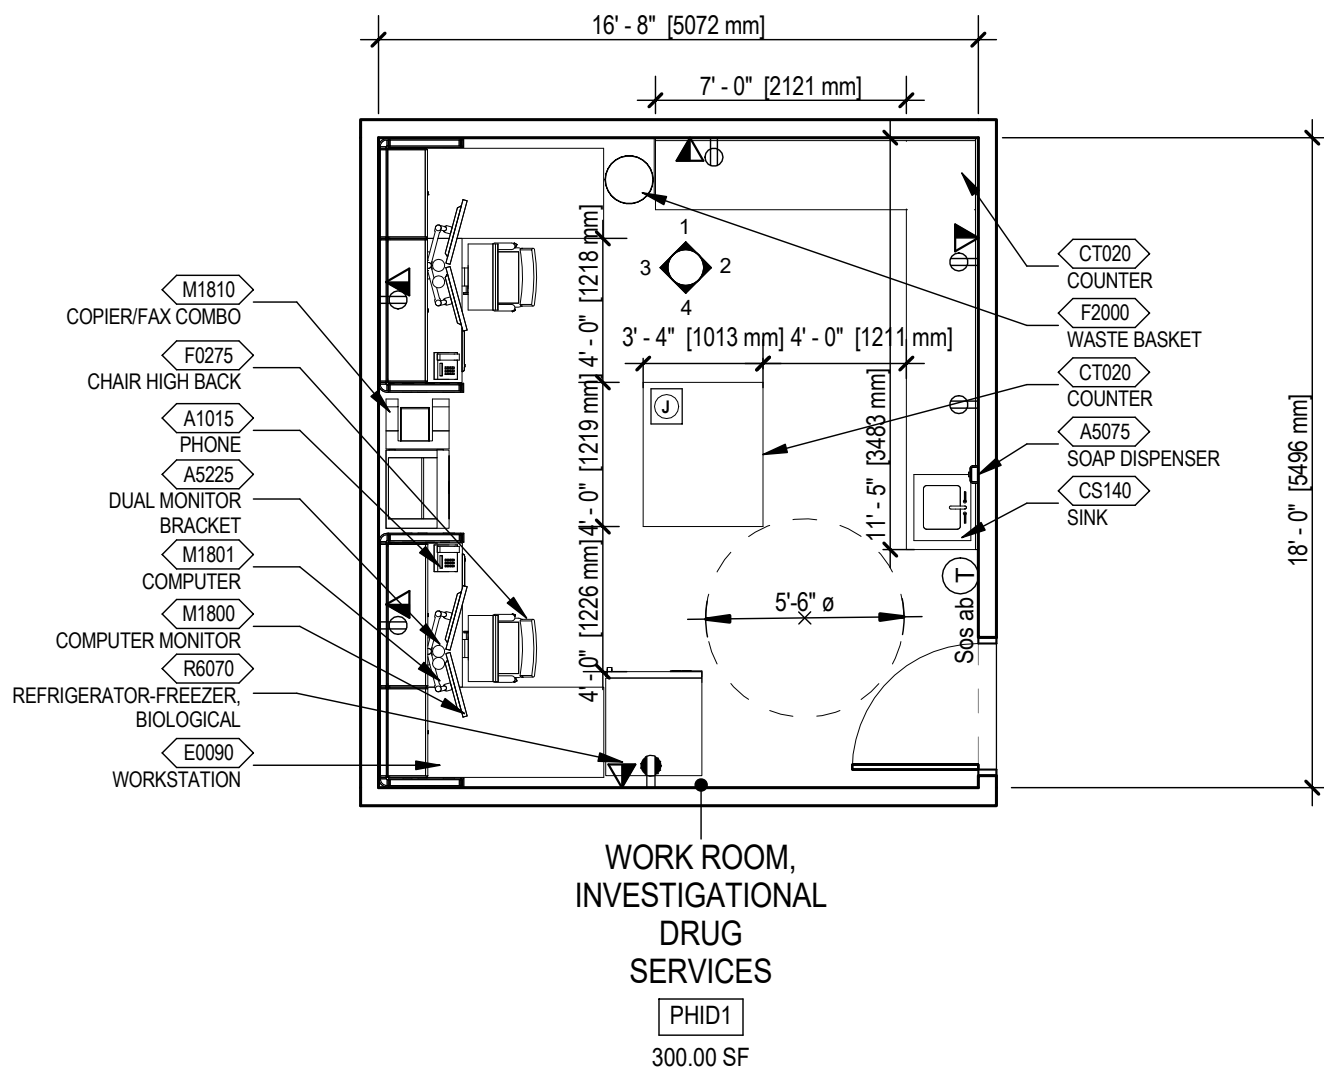 16' - 8" [5072 mm]
7' - 0" [2121 mm]
1
3
2
4
3' - 4" [1013 mm]
4' - 0" [1211 mm]
4' - 0" [1218 mm]
4' - 0" [1219 mm]
4' - 0" [1226 mm]
11' - 5" [3483 mm]
18' - 0" [5496 mm]
J
5'-6" ø
T
Sos ab
M1810
COPIER/FAX COMBO
F0275
CHAIR HIGH BACK
A1015
PHONE
A5225
DUAL MONITOR
BRACKET
M1801
COMPUTER
M1800
COMPUTER MONITOR
R6070
REFRIGERATOR-FREEZER,
BIOLOGICAL
E0090
WORKSTATION
CT020
COUNTER
F2000
WASTE BASKET
CT020
COUNTER
A5075
SOAP DISPENSER
CS140
SINK
WORK ROOM,
INVESTIGATIONAL
DRUG
SERVICES
PHID1
300.00 SF